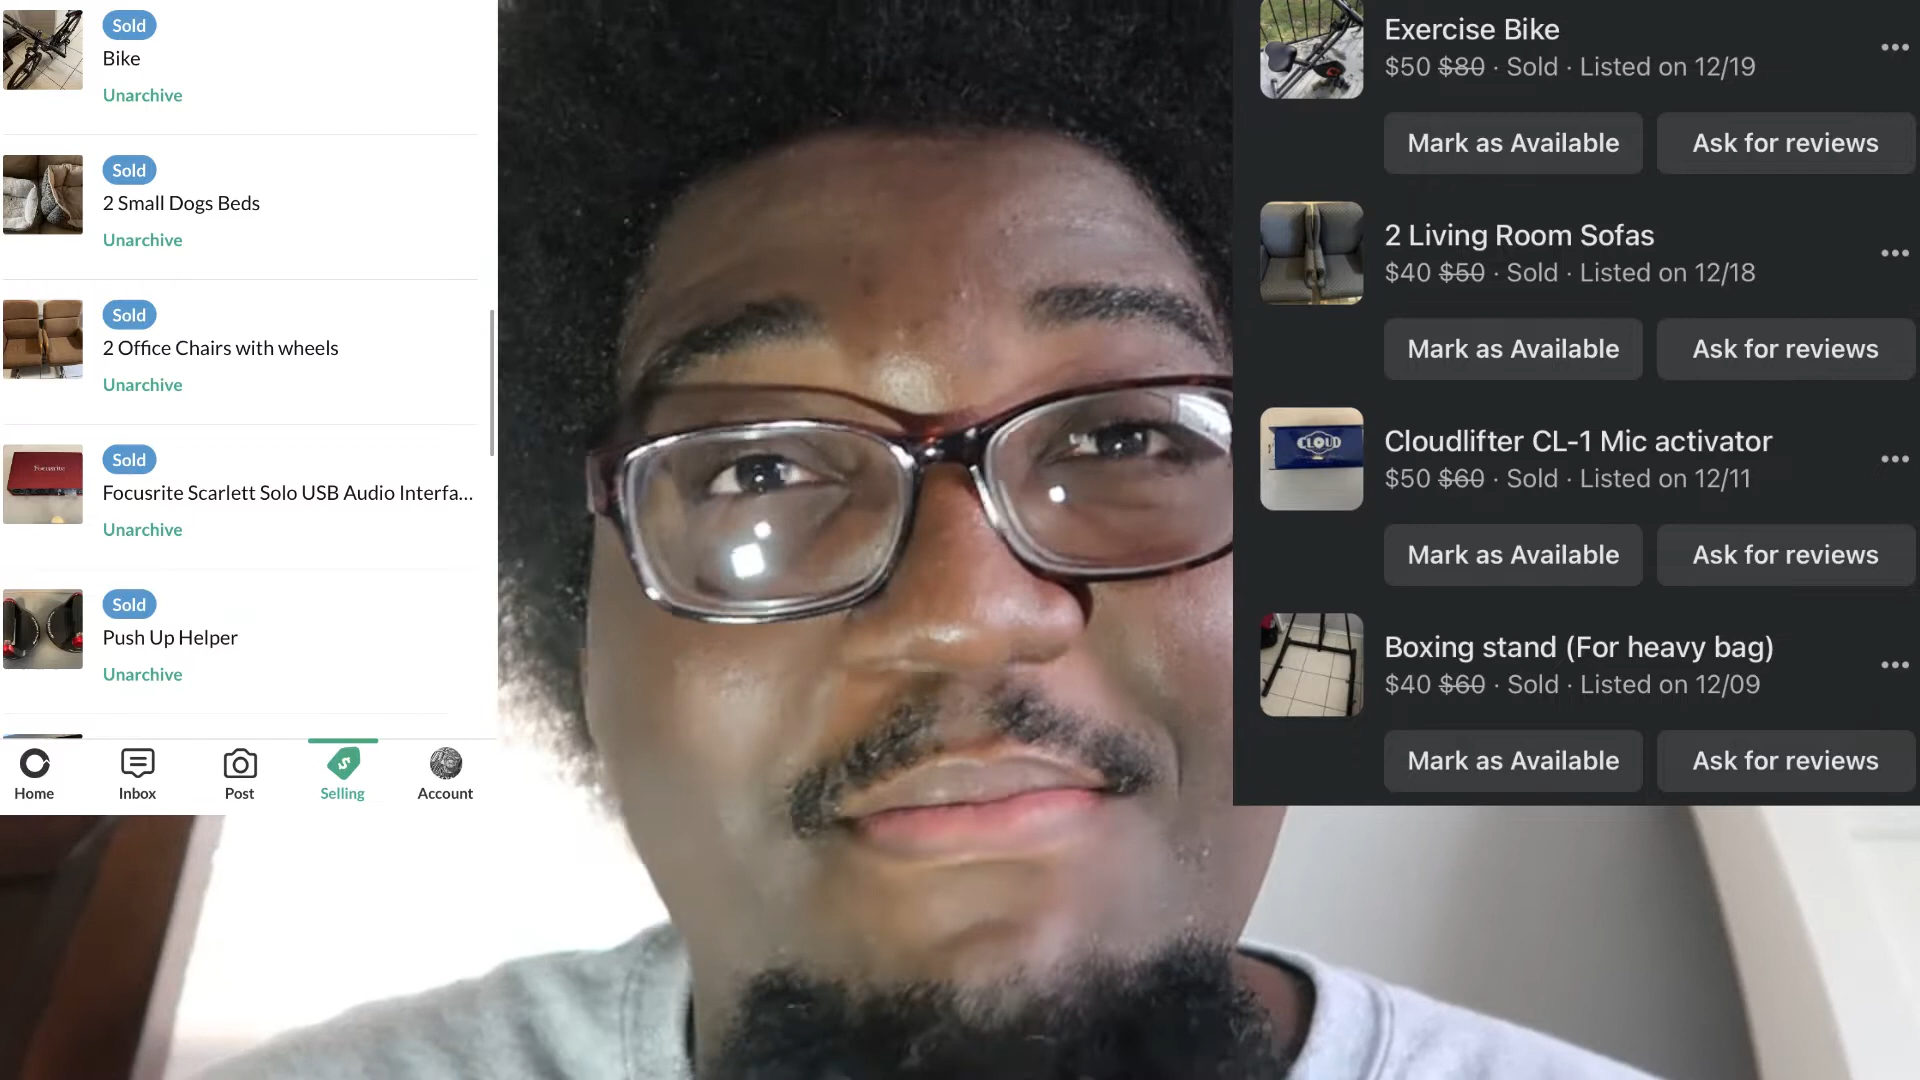 Sold
Bike
Unarchive
Sold
2 Small Dogs Beds
Unarchive
Sold
2 Office Chairs with wheels
Unarchive
Focusrite
Sold
Focusrite Scarlett Solo USB Audio Interfa...
Unarchive
Sold
Push Up Helper
Unarchive
Home
Inbox
Post
Selling
Account
Exercise Bike
$50 $80 · Sold · Listed on 12/19
Mark as Available
Ask for reviews
2 Living Room Sofas
$40 $50 · Sold · Listed on 12/18
Mark as Available
Ask for reviews
CLOUD
Cloudlifter CL-1 Mic activator
$50 $60 · Sold · Listed on 12/11
Mark as Available
Ask for reviews
Boxing stand (For heavy bag)
$40 $60 · Sold · Listed on 12/09
Mark as Available
Ask for reviews